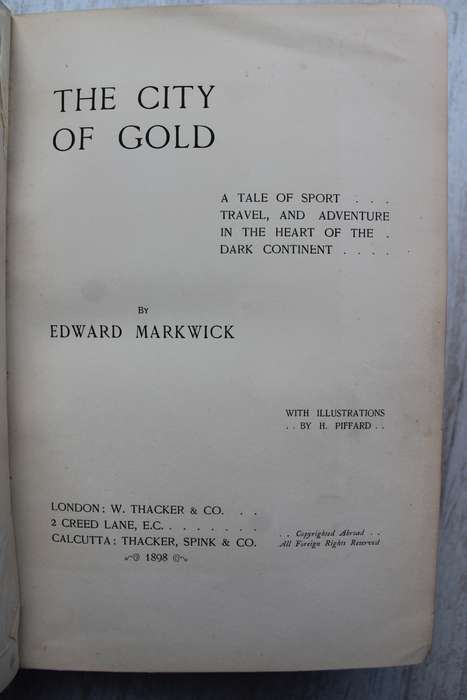 THE CITY
OF GOLD
A TALE OF SPORT . . .
TRAVEL, AND ADVENTURE
IN THE HEART OF THE .
DARK CONTINENT . . . .
BY
EDWARD MARKWICK
WITH ILLUSTRATIONS
. . BY H. PIFFARD . .
LONDON: W. THACKER & CO. . .
2 CREED LANE, E.C. . . . . . . .
CALCUTTA: THACKER, SPINK & CO.
1898
. . Copyrighted Abroad . .
All Foreign Rights Reserved